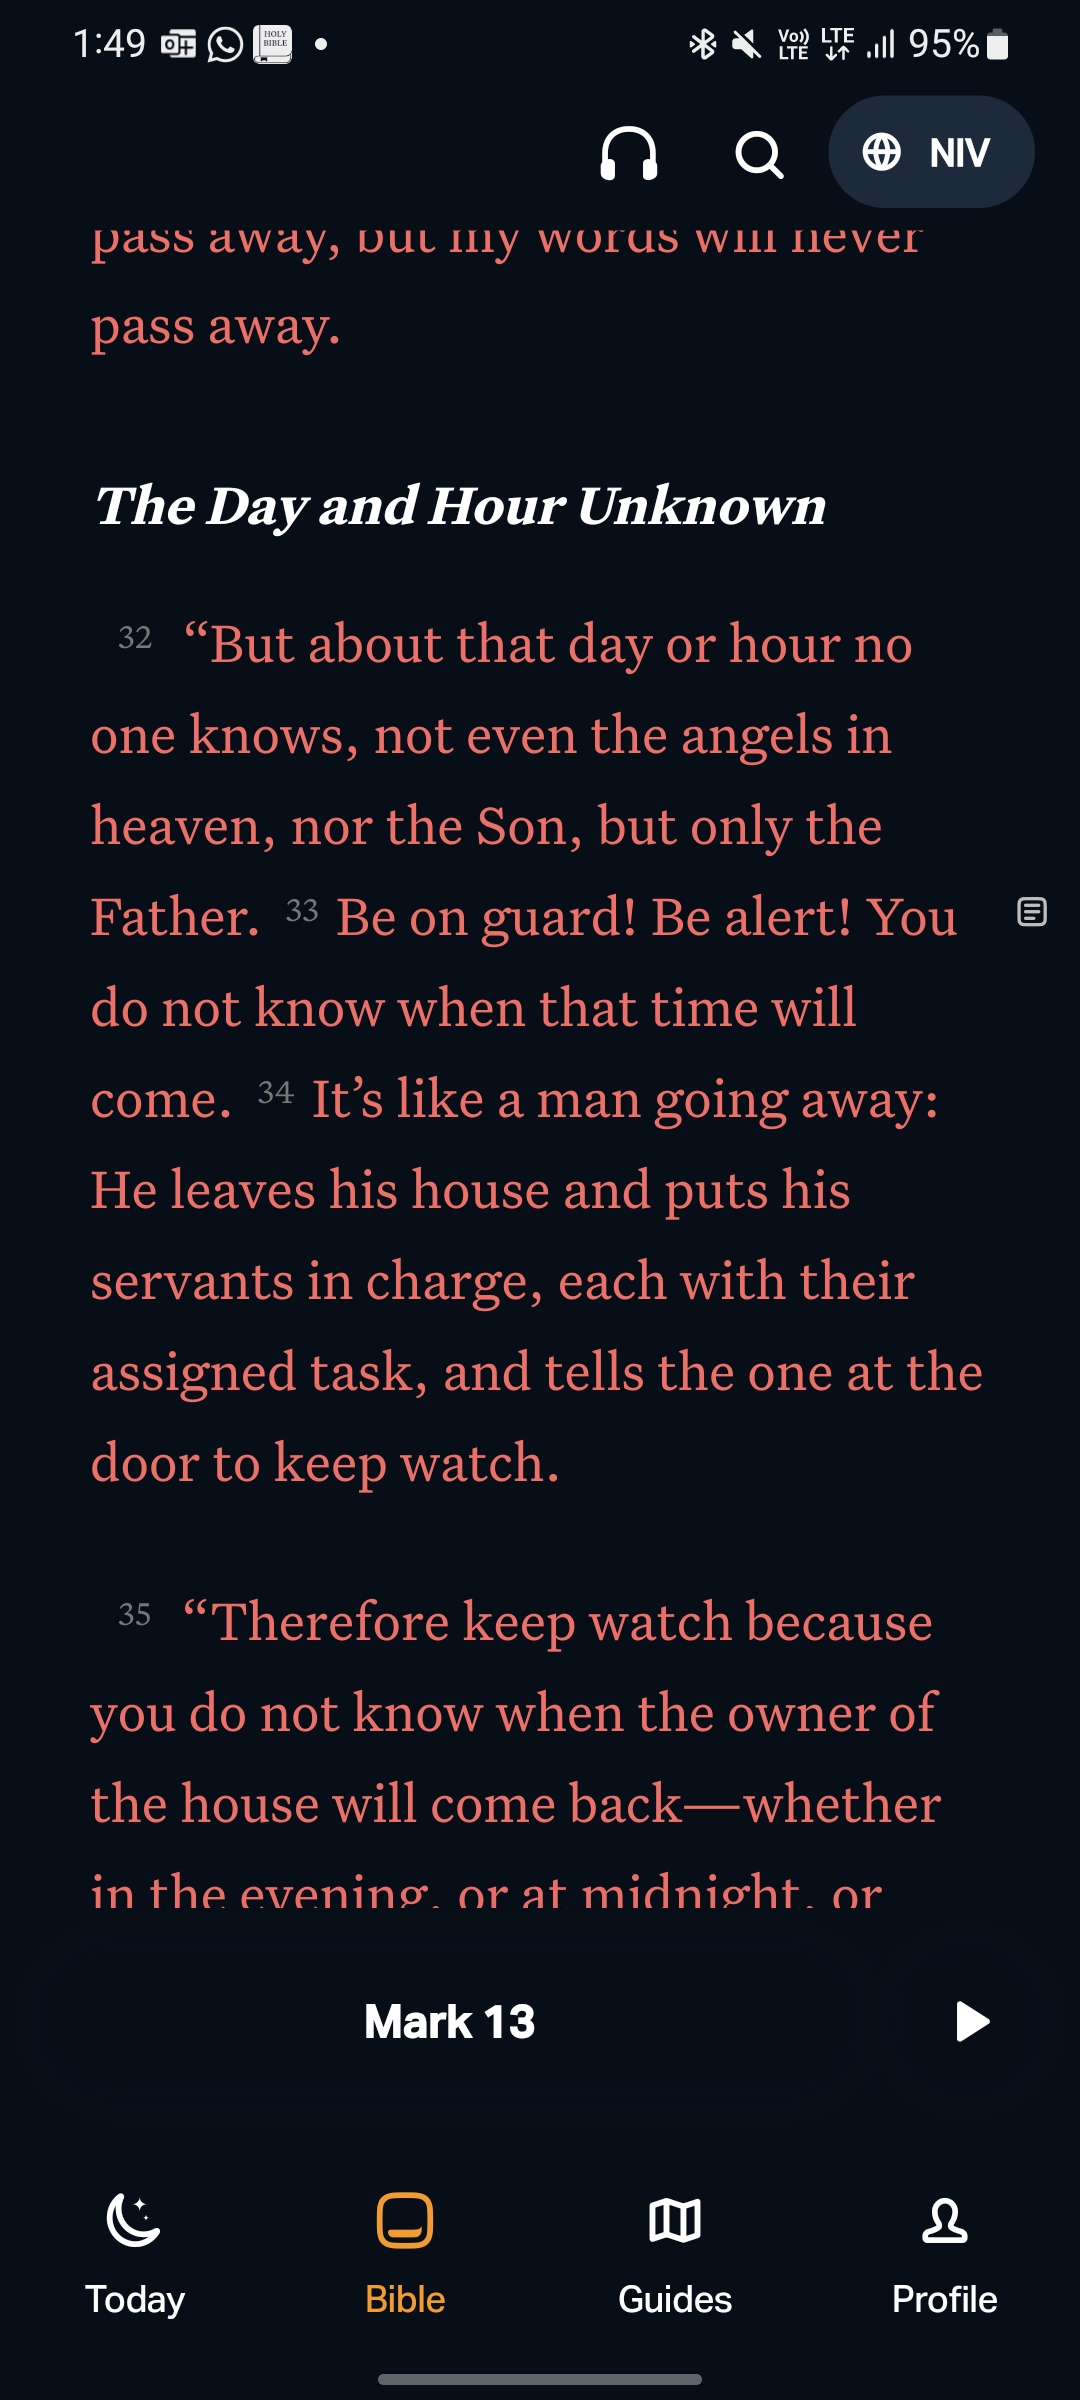 1:49
HOLY
BIBLE
Vo))
LTE
LTE
95%
NIV
pass away, but my words will never
pass away.
The Day and Hour Unknown
32 “But about that day or hour no
one knows, not even the angels in
heaven, nor the Son, but only the
Father. 33 Be on guard! Be alert! You
do not know when that time will
come. 34 It’s like a man going away:
He leaves his house and puts his
servants in charge, each with their
assigned task, and tells the one at the
door to keep watch.
35 “Therefore keep watch because
you do not know when the owner of
the house will come back—whether
in the evening, or at midnight, or
Mark 13
Today
Bible
Guides
Profile